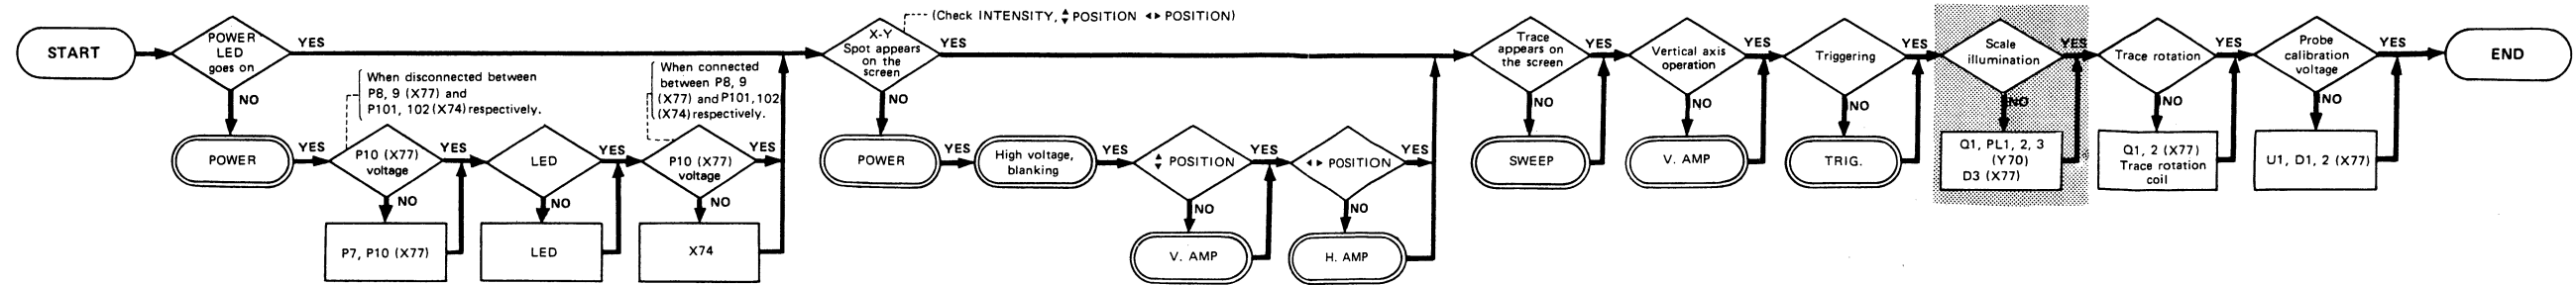 START
POWER
LED
goes on
YES
NO
POWER
YES
When disconnected between
P8, 9 (X77) and
P101, 102 (X74) respectively.
P10 (X77)
voltage
YES
NO
P7, P10 (X77)
LED
YES
NO
LED
When connected
between P8, 9
(X77) and P101, 102
(X74) respectively.
P10 (X77)
voltage
YES
NO
X74
(Check INTENSITY, ▲▼ POSITION ◄► POSITION)
X-Y
Spot appears
on the
screen
YES
NO
POWER
YES
High voltage,
blanking
YES
▲▼ POSITION
YES
NO
V. AMP
◄► POSITION
YES
NO
H. AMP
Trace
appears on
the screen
YES
NO
SWEEP
Vertical axis
operation
YES
NO
V. AMP
Triggering
YES
NO
TRIG.
Scale
illumination
YES
NO
Q1, PL1, 2, 3
(Y70)
D3 (X77)
Trace rotation
YES
NO
Q1, 2 (X77)
Trace rotation
coil
Probe
calibration
voltage
YES
NO
U1, D1, 2 (X77)
END